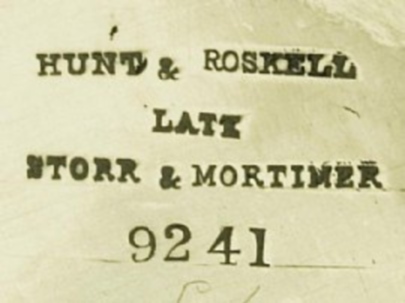 HUNT & ROSKELL
LATE
STORR & MORTIMER
9241